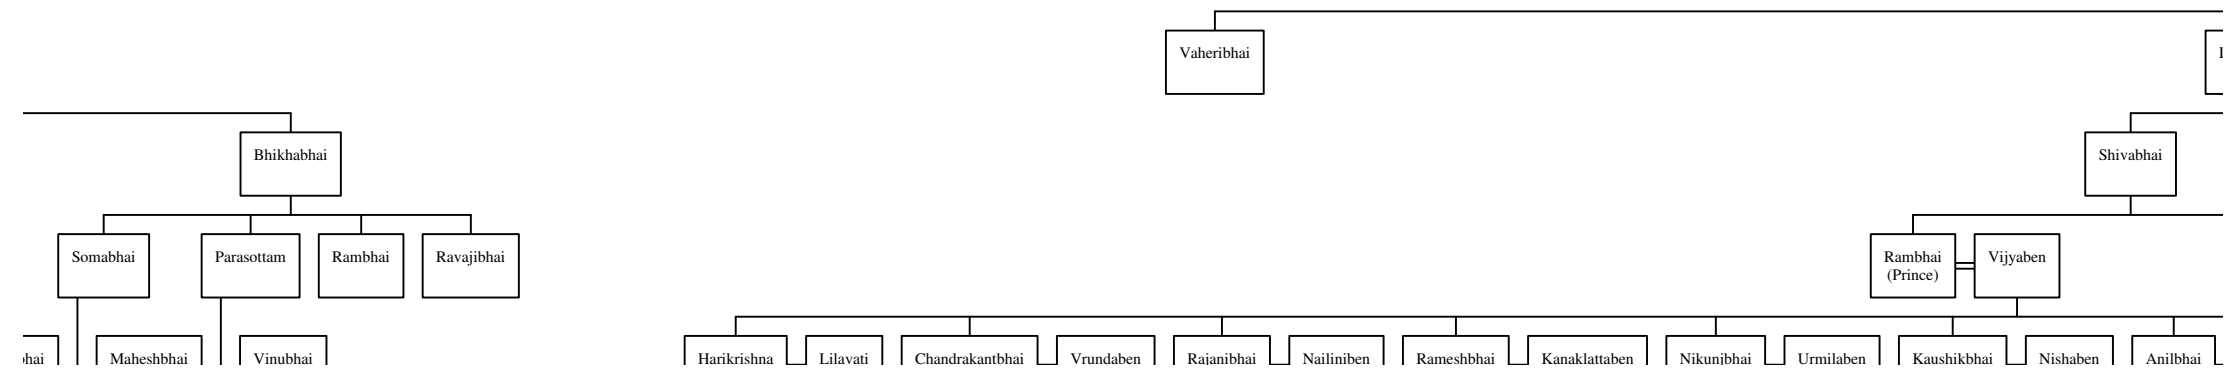 Vaheribhai
Bhikhabhai
Shivabhai
Somabhai
Parasottam
Rambhai
Ravajibhai
Rambhai
(Prince)
Vijyaben
Maheshbhai
Vinubhai
Harikrishna
Lilavati
Chandrakantbhai
Vrundaben
Rajanibhai
Nailiniben
Rameshbhai
Kanaklattaben
Nikunjbhai
Urmilaben
Kaushikbhai
Nishaben
Anilbhai